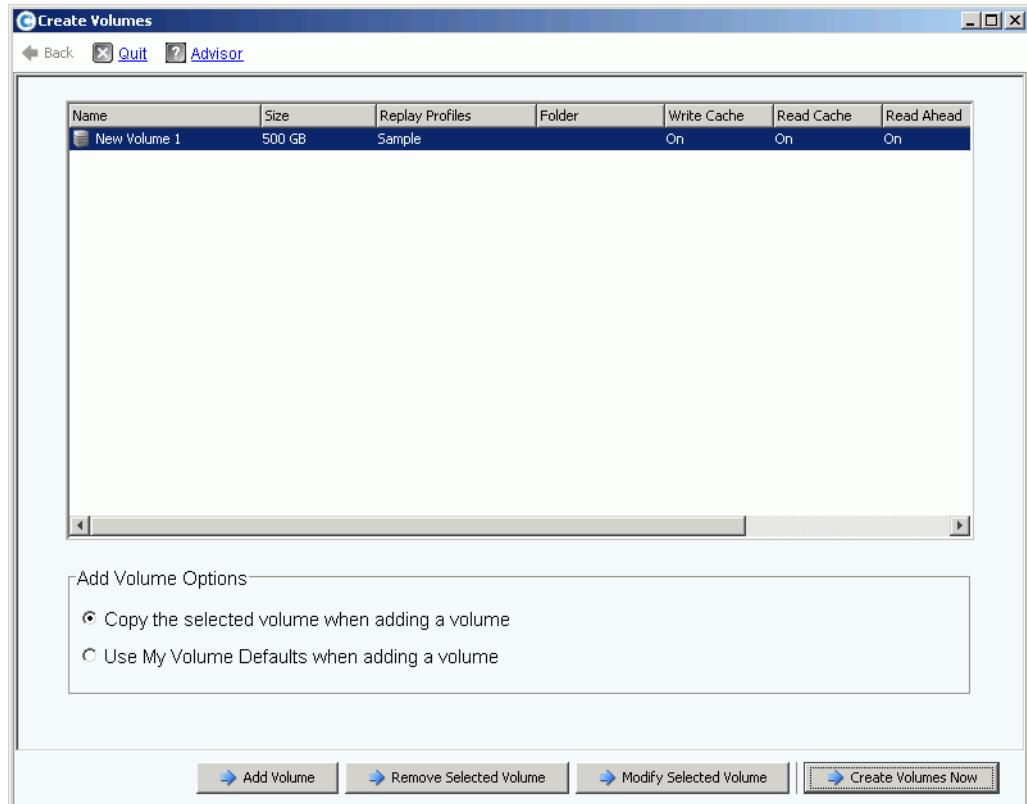 Create Volumes
Back Quit ? Advisor
Name Size Replay Profiles Folder Write Cache Read Cache Read Ahead
New Volume 1 500 GB Sample On On On
Add Volume Options
Copy the selected volume when adding a volume
Use My Volume Defaults when adding a volume
Add Volume Remove Selected Volume Modify Selected Volume Create Volumes Now